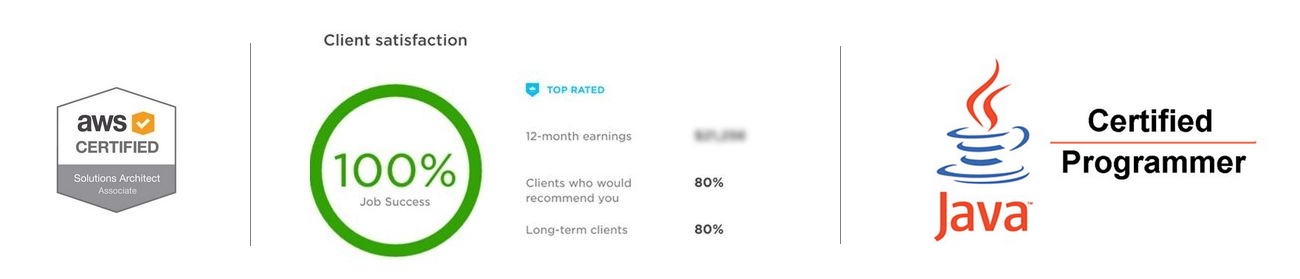 aws
CERTIFIED
Solutions Architect
Associate
Client satisfaction
100%
Job Success
TOP RATED
12-month earnings
Clients who would 80%
recommend you
Long-term clients 80%
Java™
Certified
Programmer